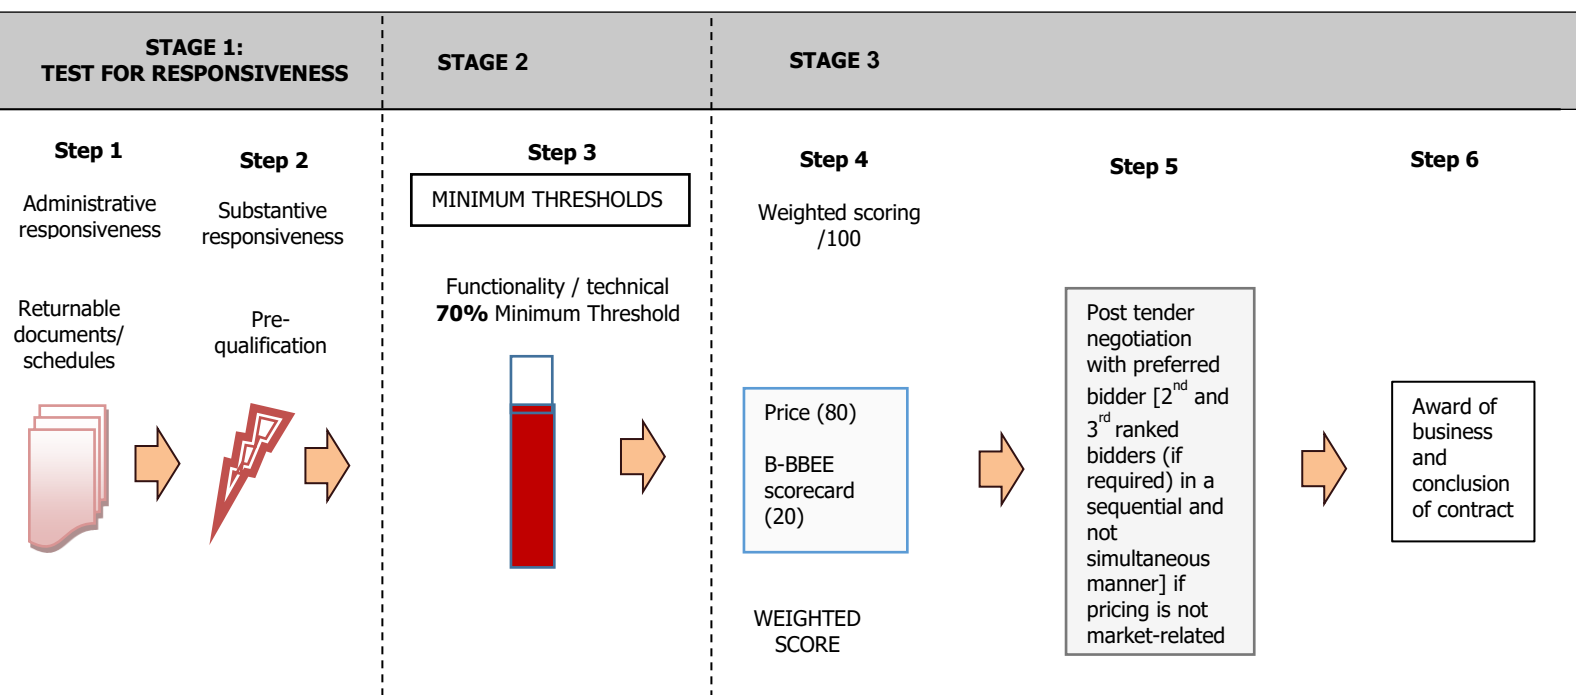 STAGE 1:
TEST FOR RESPONSIVENESS
STAGE 2
STAGE 3
Step 1
Administrative
responsiveness
Returnable
documents/
schedules
Step 2
Substantive
responsiveness
Pre-
qualification
Step 3
MINIMUM THRESHOLDS
Functionality / technical
70% Minimum Threshold
Step 4
Weighted scoring
/100
Price (80)
B-BBEE
scorecard
(20)
WEIGHTED
SCORE
Step 5
Post tender
negotiation
with preferred
bidder [2nd and
3rd ranked
bidders (if
required) in a
sequential and
not
simultaneous
manner] if
pricing is not
market-related
Step 6
Award of
business
and
conclusion
of contract